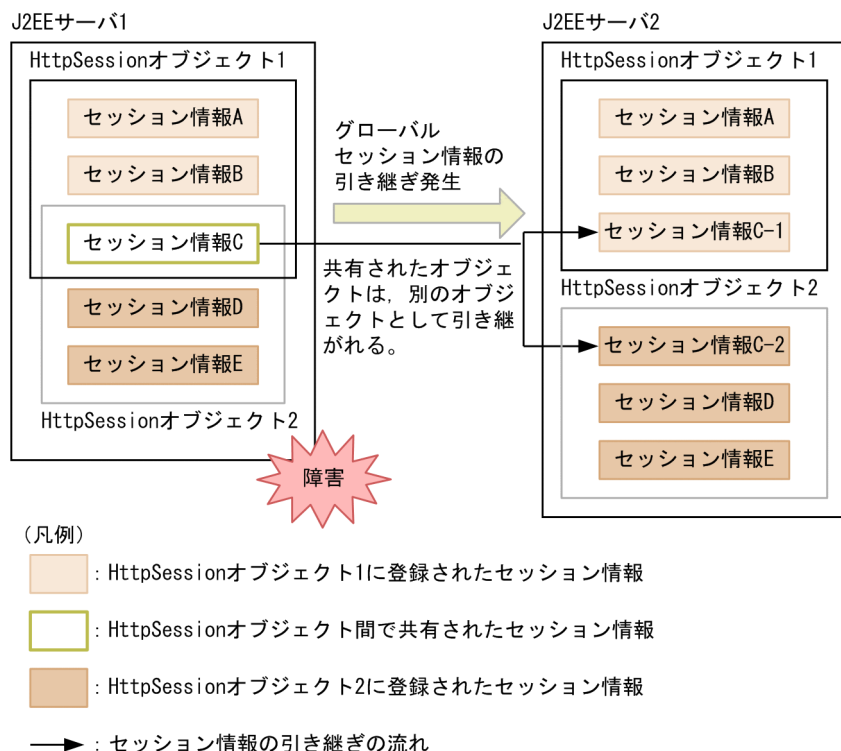 J2EEサーバ1
HttpSessionオブジェクト1
セッション情報A
セッション情報B
セッション情報C
セッション情報D
セッション情報E
HttpSessionオブジェクト2
障害
グローバル
セッション情報の
引き継ぎ発生
共有されたオブジェ
クトは，別のオブジ
ェクトとして引き継
がれる。
J2EEサーバ2
HttpSessionオブジェクト1
セッション情報A
セッション情報B
セッション情報C-1
HttpSessionオブジェクト2
セッション情報C-2
セッション情報D
セッション情報E
（凡例）
：HttpSessionオブジェクト1に登録されたセッション情報
：HttpSessionオブジェクト間で共有されたセッション情報
：HttpSessionオブジェクト2に登録されたセッション情報
：セッション情報の引き継ぎの流れ